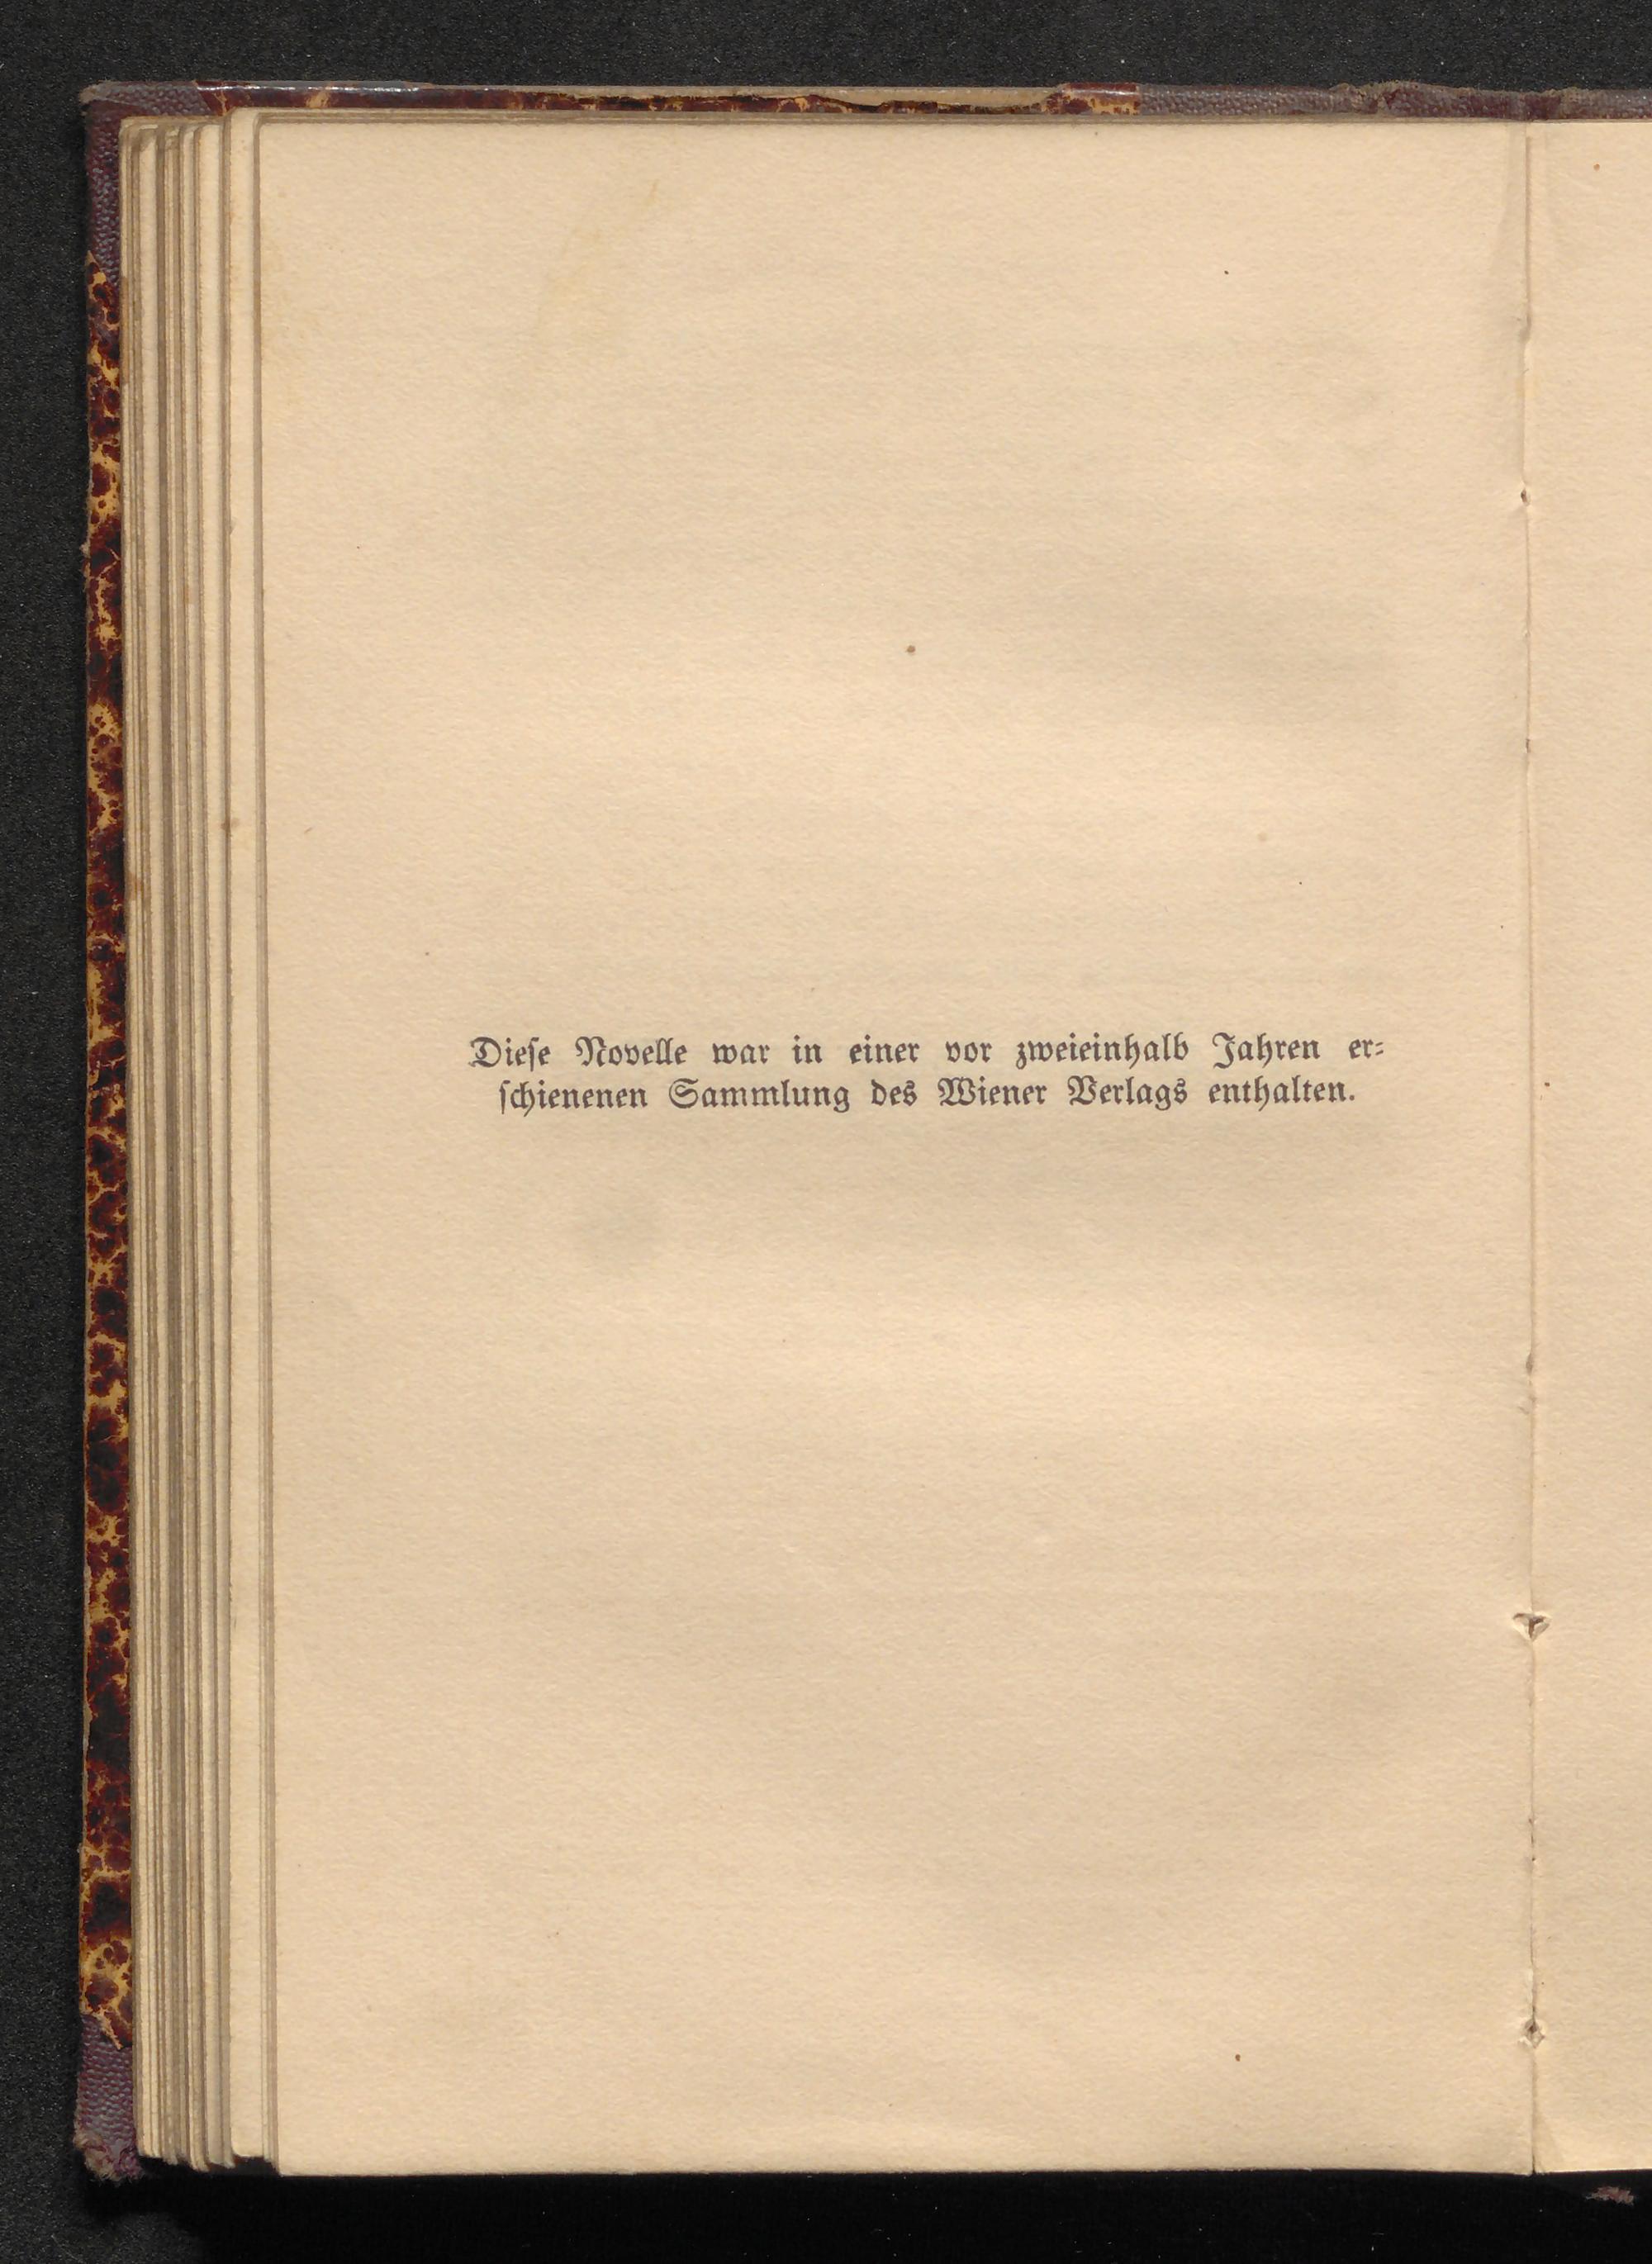 Dieſe Novelle war in einer vor zweieinhalb Jahren er⸗
ſchienenen Sammlung des Wiener Verlags enthalten.